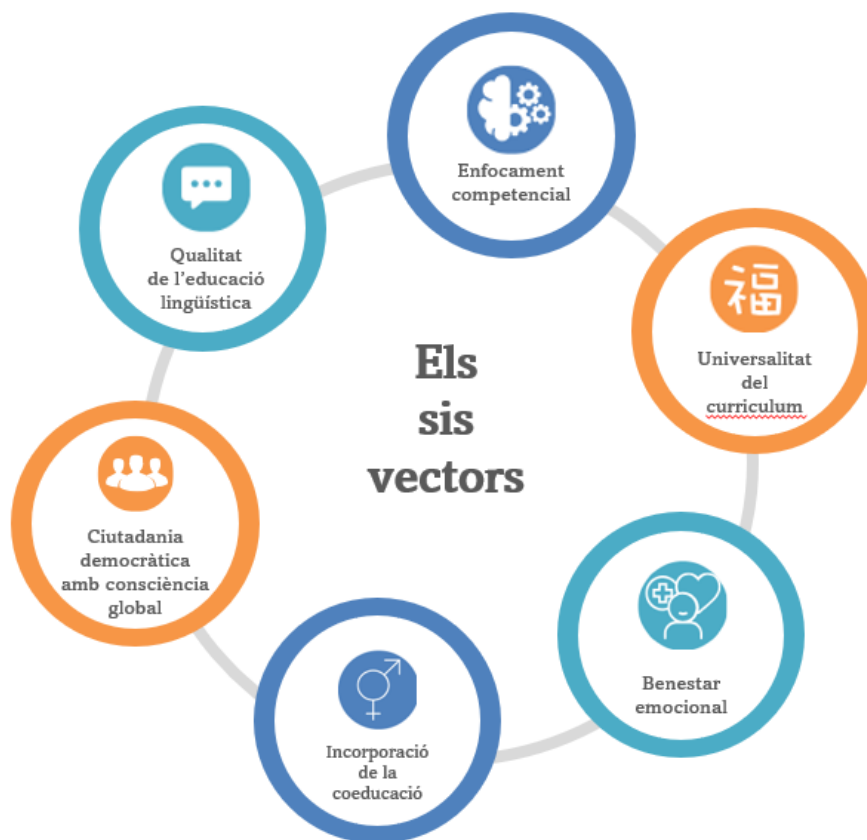 Enfocament
competencial
Qualitat
de l'educació
lingüística
福
Universalitat
del
curriculum
Els
sis
vectors
Ciutadania
democràtica
amb consciència
global
Benestar
emocional
Incorporació
de la
coeducació